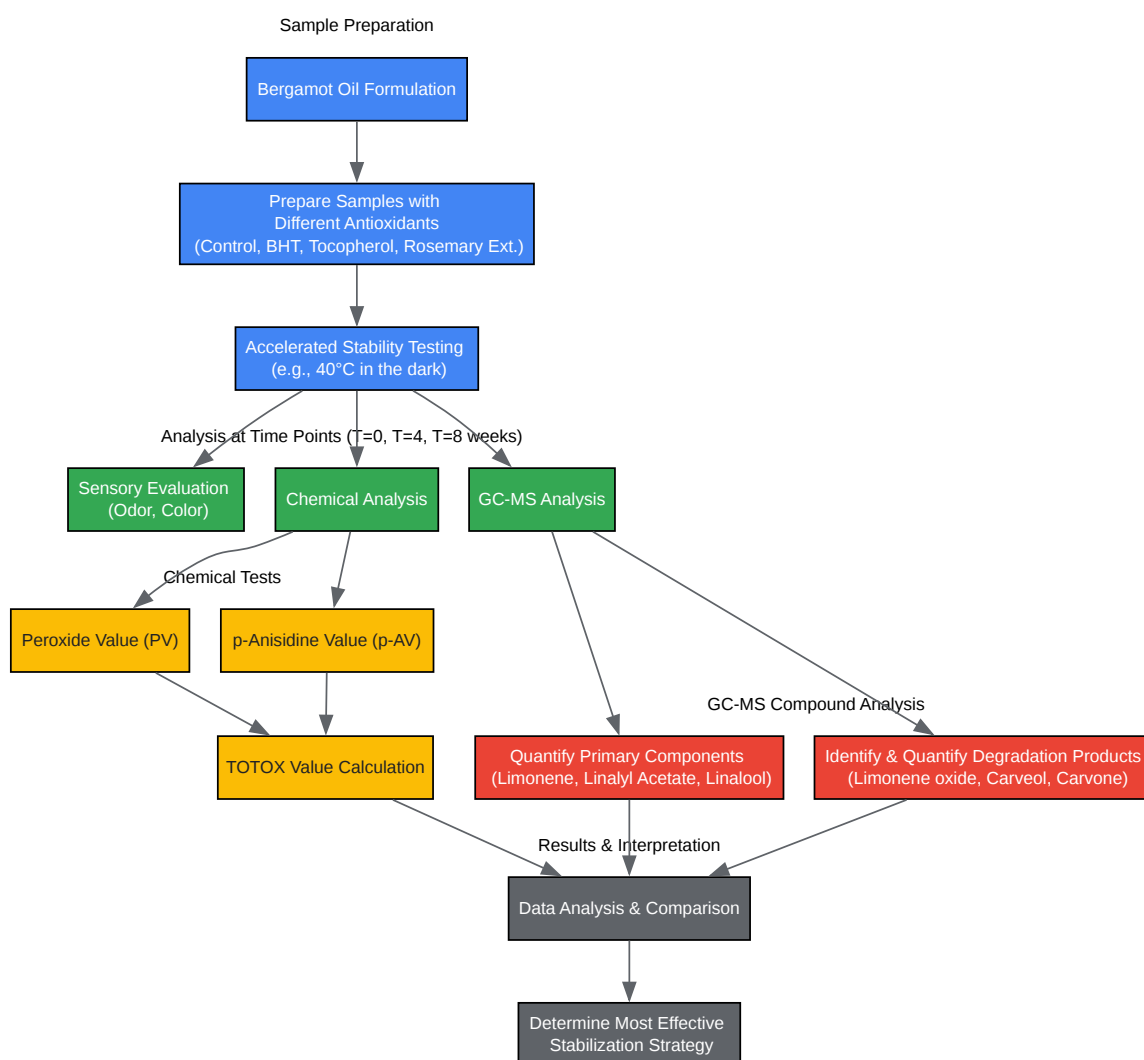 Sample Preparation
Bergamot Oil Formulation
Prepare Samples with
Different Antioxidants
(Control, BHT, Tocopherol, Rosemary Ext.)
Accelerated Stability Testing
(e.g., 40°C in the dark)
Analysis at Time Points (T=0, T=4, T=8 weeks)
Sensory Evaluation
(Odor, Color)
Chemical Analysis
GC-MS Analysis
Chemical Tests
Peroxide Value (PV)
p-Anisidine Value (p-AV)
GC-MS Compound Analysis
TOTOX Value Calculation
Quantify Primary Components
(Limonene, Linalyl Acetate, Linalool)
Identify & Quantify Degradation Products
(Limonene oxide, Carveol, Carvone)
Results & Interpretation
Data Analysis & Comparison
Determine Most Effective
Stabilization Strategy